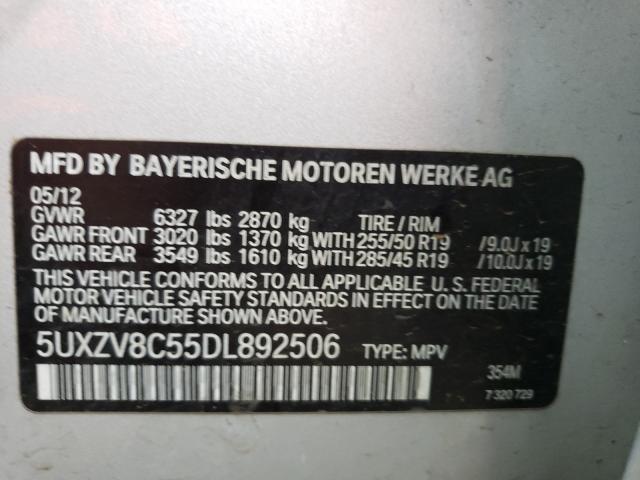 MFD BY BAYERISCHE MOTOREN WERKE AG
05/12
GVWR 6327 lbs 2870 kg TIRE / RIM
GAWR FRONT 3020 lbs 1370 kg WITH 255/50 R19 /9.0J x 19
GAWR REAR 3549 lbs 1610 kg WITH 285/45 R19 /10.0J x 19
THIS VEHICLE CONFORMS TO ALL APPLICABLE U. S. FEDERAL
MOTOR VEHICLE SAFETY STANDARDS IN EFFECT ON THE DATE
OF MANUFACTURE SHOWN ABOVE.
5UXZV8C55DL892506 TYPE: MPV
354M
7 320 729